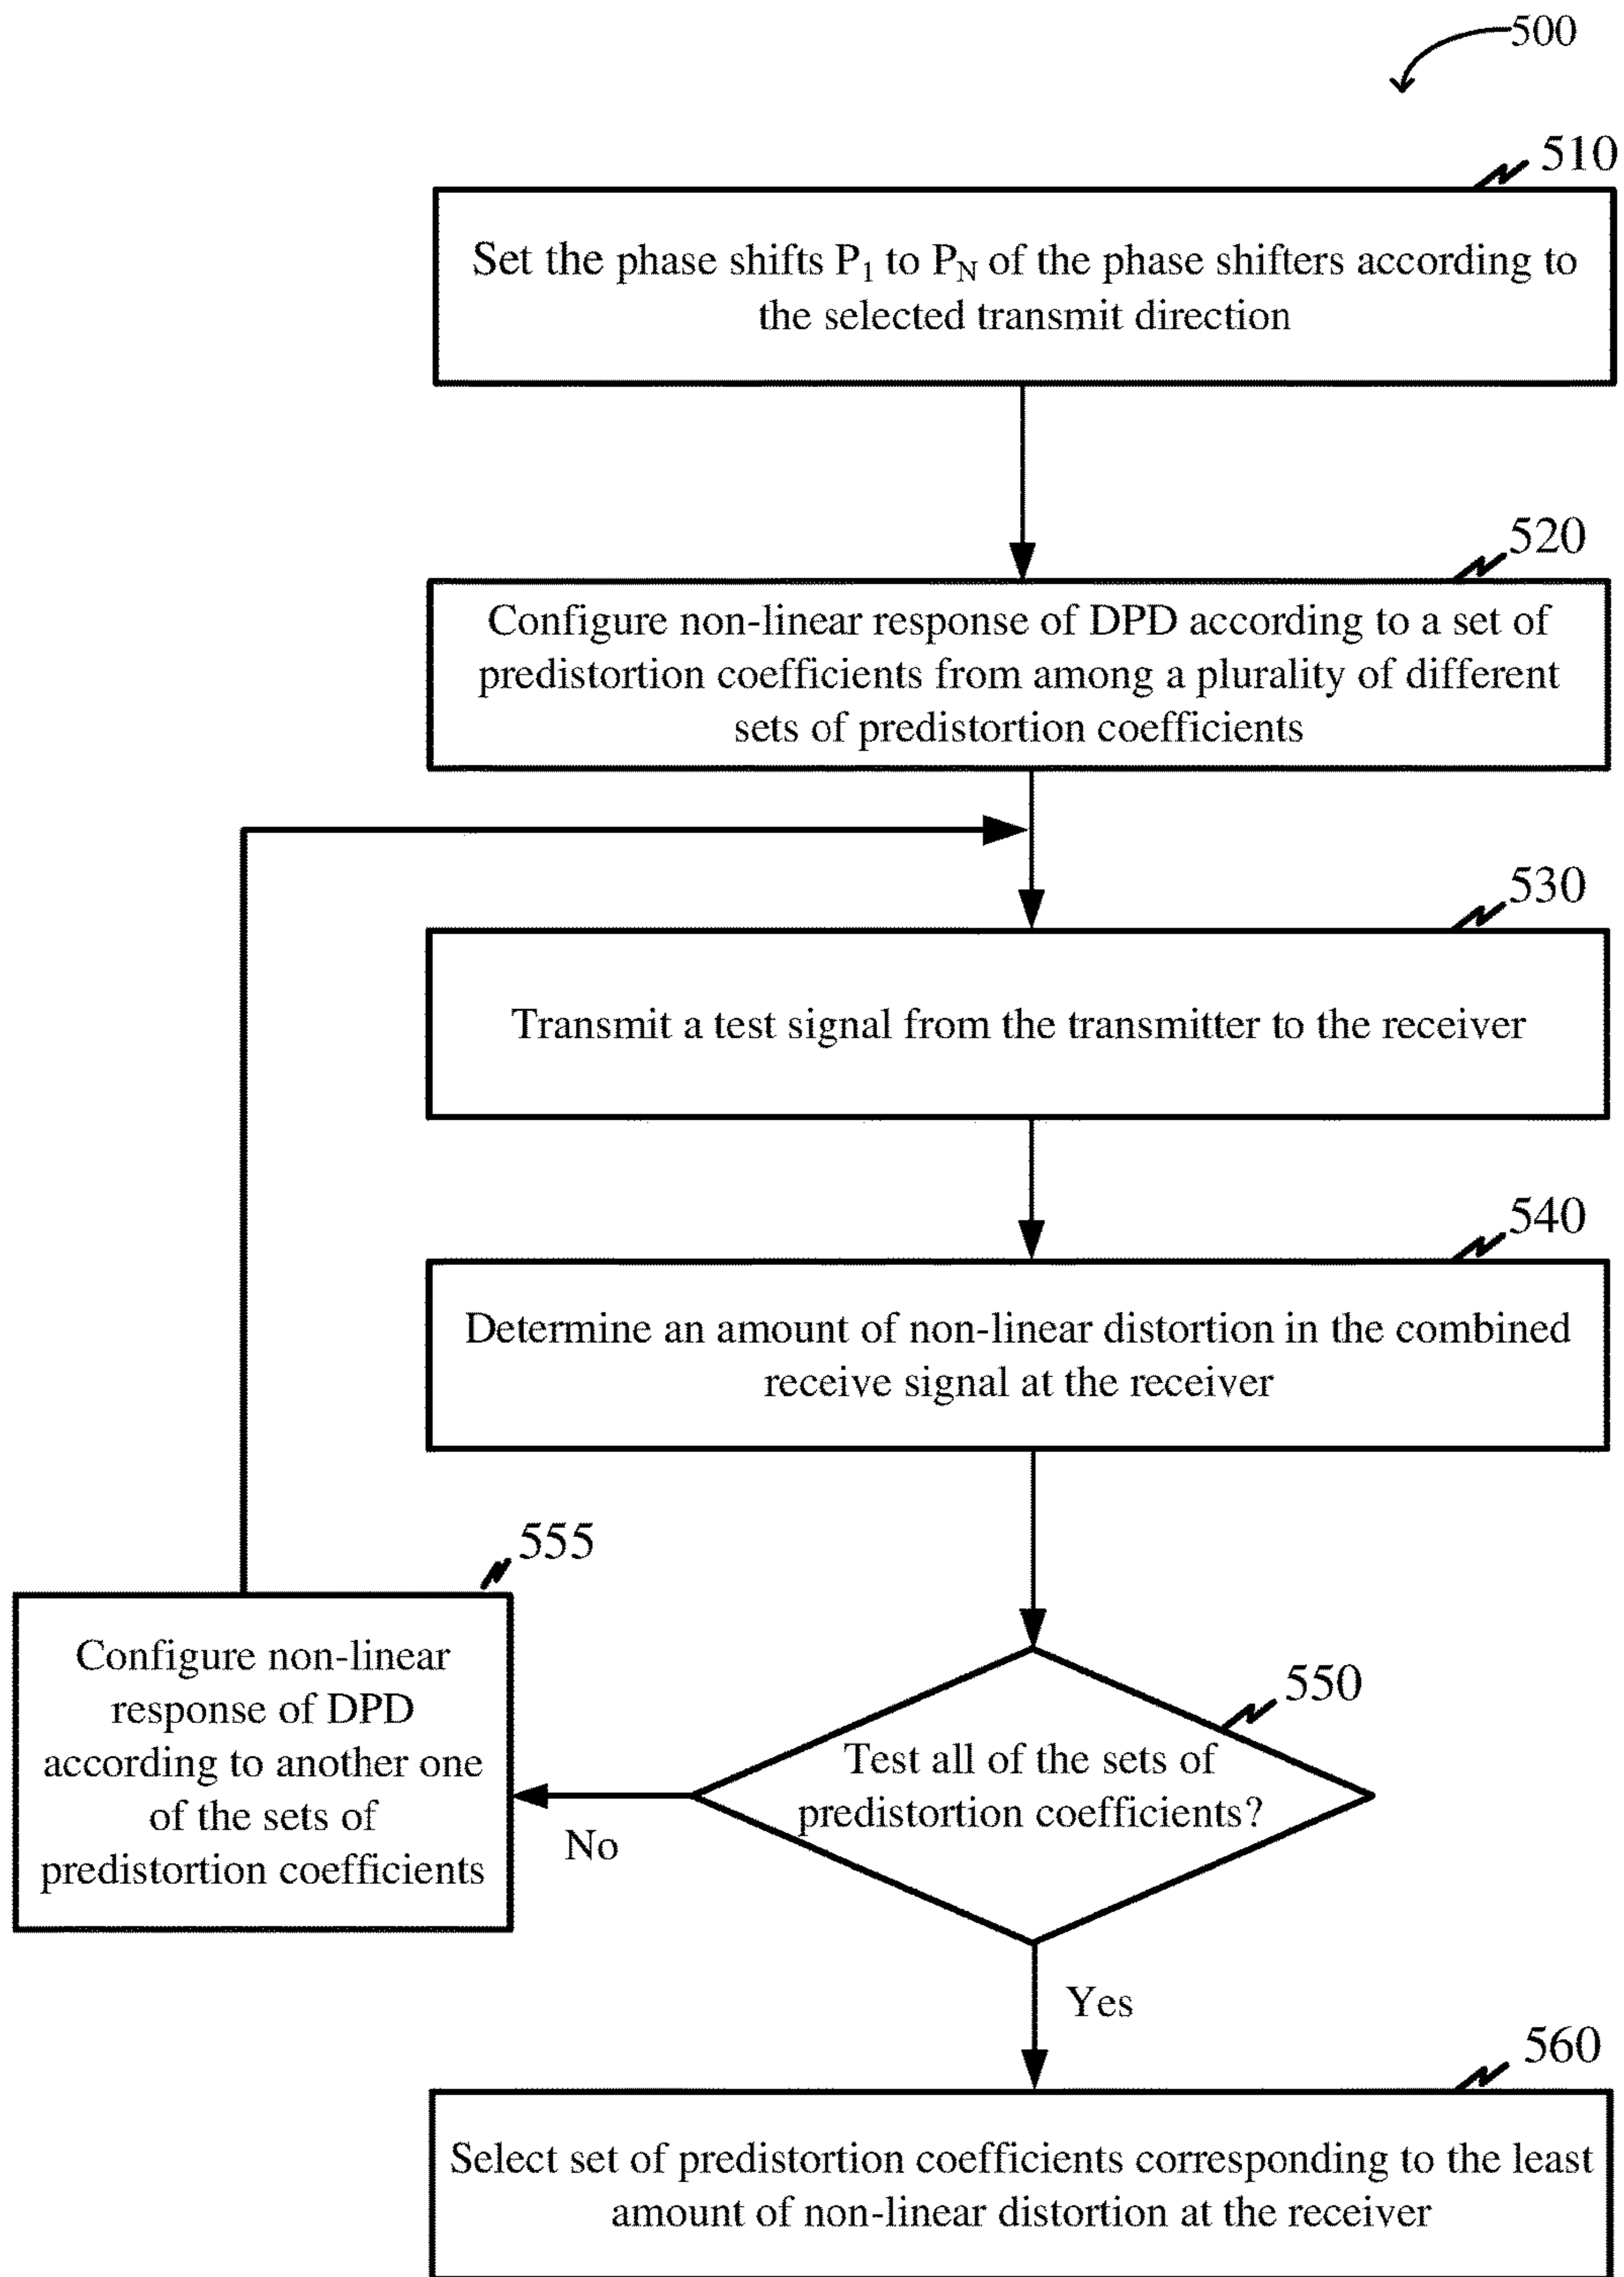 500
510
Set the phase shifts P₁ to P_N of the phase shifters according to
the selected transmit direction
520
Configure non-linear response of DPD according to a set of
predistortion coefficients from among a plurality of different
sets of predistortion coefficients
530
Transmit a test signal from the transmitter to the receiver
540
Determine an amount of non-linear distortion in the combined
receive signal at the receiver
555
Configure non-linear
response of DPD
according to another one
of the sets of
predistortion coefficients
550
Test all of the sets of
predistortion coefficients?
No
Yes
560
Select set of predistortion coefficients corresponding to the least
amount of non-linear distortion at the receiver